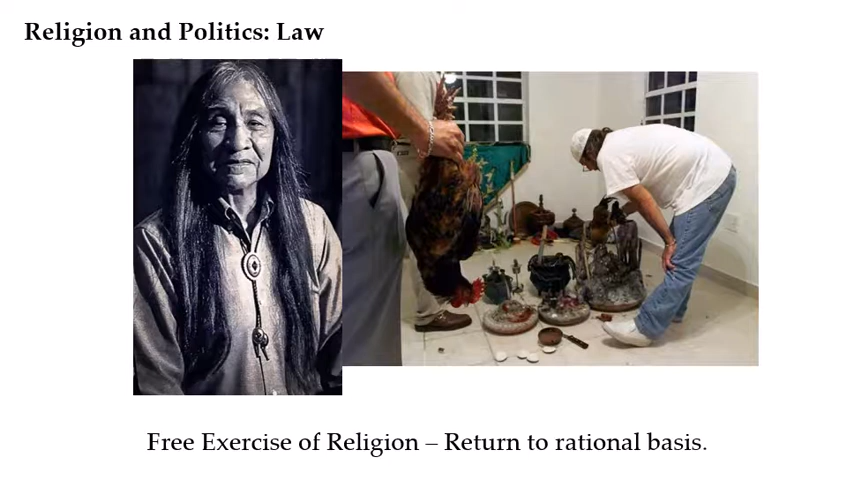 Religion and Politics: Law
Free Exercise of Religion – Return to rational basis.